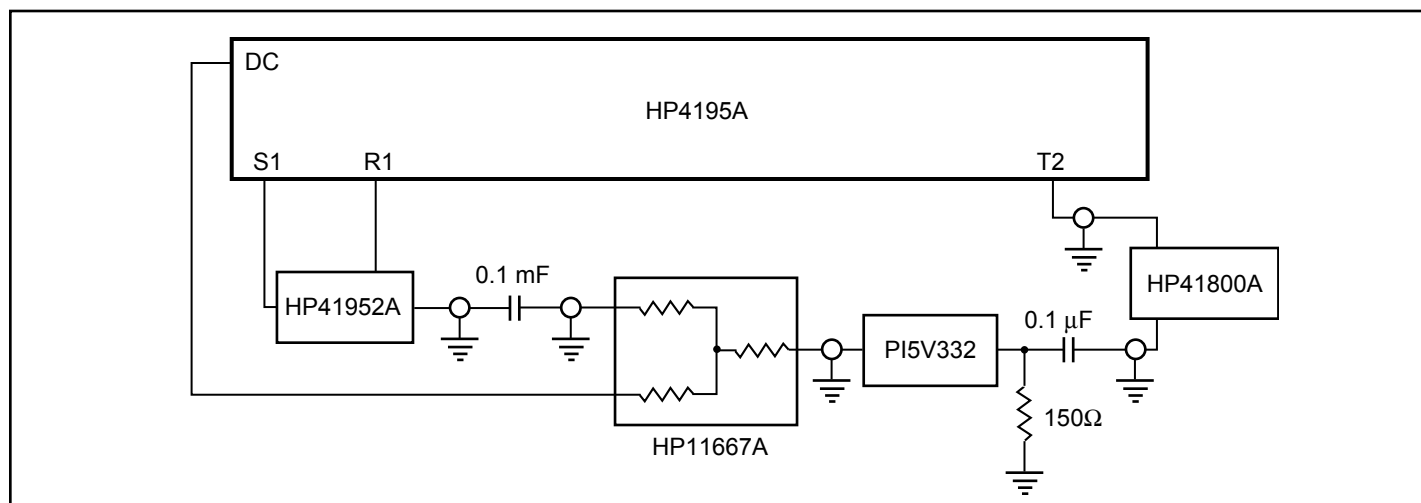 DC
HP4195A
S1
R1
T2
0.1 mF
HP41952A
HP41800A
0.1 μF
PI5V332
150Ω
HP11667A